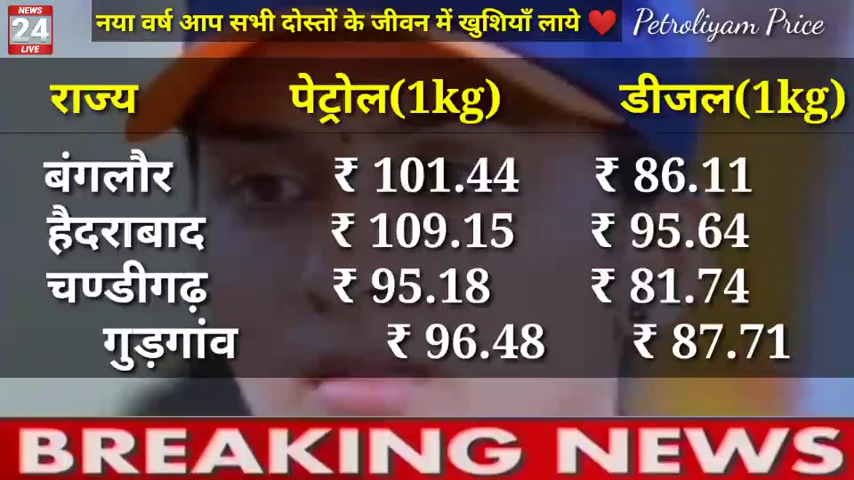 NEWS
24
LIVE
नया वर्ष आप सभी दोस्तों के जीवन में खुशियाँ लाये ❤️ Petroliyam Price
राज्य पेट्रोल(1kg) डीजल(1kg)
बंगलौर ₹ 101.44 ₹ 86.11
हैदराबाद ₹ 109.15 ₹ 95.64
चण्डीगढ़ ₹ 95.18 ₹ 81.74
गुड़गांव ₹ 96.48 ₹ 87.71
BREAKING NEWS